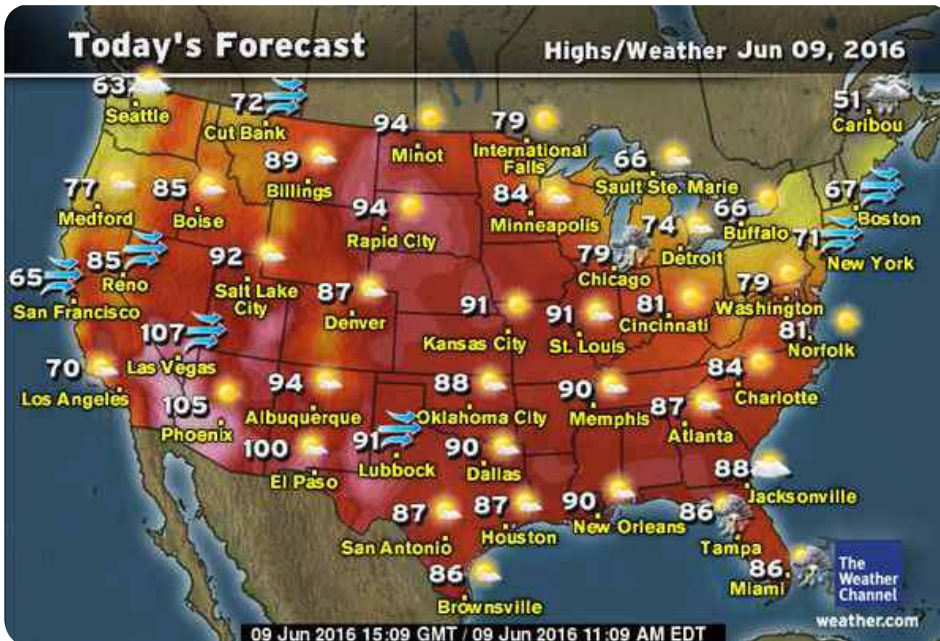 Today's Forecast
Highs/Weather Jun 09, 2016
63
Seattle
72
Cut Bank
94
Minot
79
International
Falls
51
Caribou
89
Billings
66
Sault Ste. Marie
77
Medford
85
Boise
94
Rapid City
84
Minneapolis
74
Detroit
66
Buffalo
67
Boston
71
New York
65
San Francisco
85
Reno
92
Salt Lake
City
87
Denver
91
Kansas City
79
Chicago
91
St. Louis
81
Cincinnati
79
Washington
81
Norfolk
107
Las Vegas
70
Los Angeles
105
Phoenix
94
Albuquerque
88
Oklahoma City
90
Memphis
87
Atlanta
84
Charlotte
100
El Paso
91
Lubbock
90
Dallas
88
Jacksonville
87
San Antonio
87
Houston
90
New Orleans
86
Tampa
86
Miami
86
Brownsville
The
Weather
Channel
weather.com
09 Jun 2016 15:09 GMT / 09 Jun 2016 11:09 AM EDT